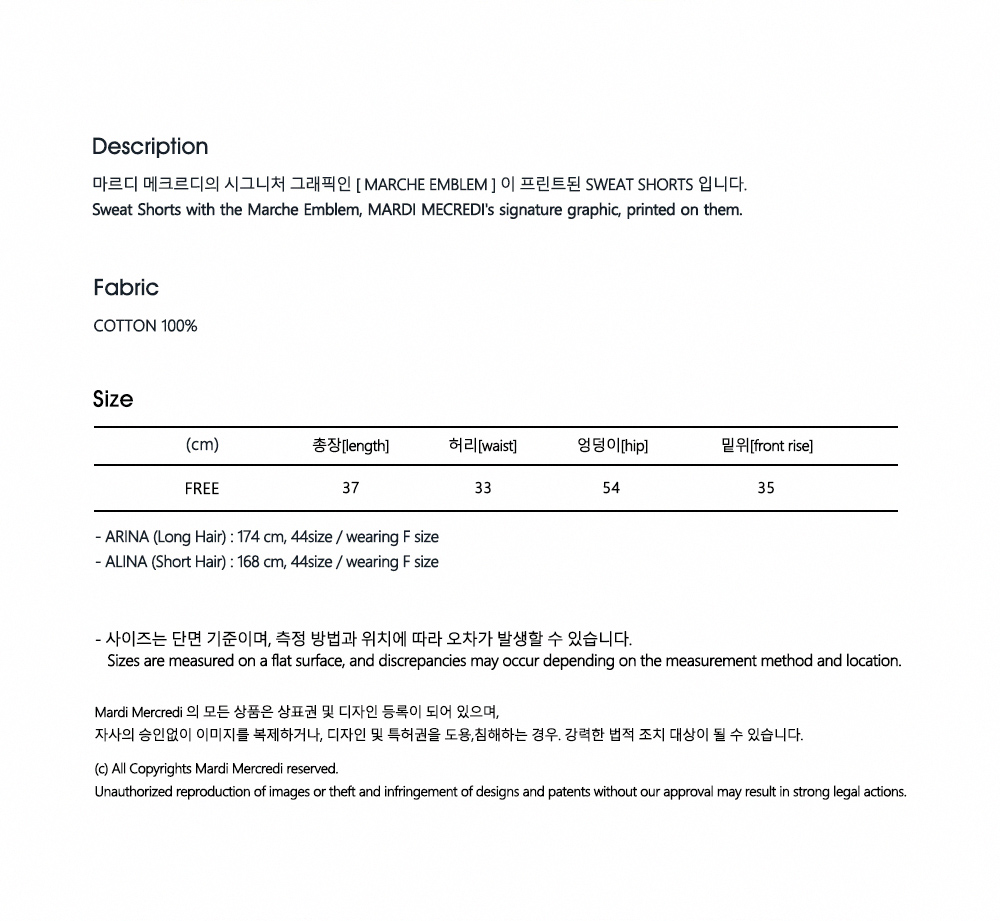 Description
마르디 메크르디의 시그니처 그래픽인 [ MARCHE EMBLEM ] 이 프린트된 SWEAT SHORTS 입니다.
Sweat Shorts with the Marche Emblem, MARDI MECREDI's signature graphic, printed on them.
Fabric
COTTON 100%
Size
(cm) 총장[length] 허리[waist] 엉덩이[hip] 밑위[front rise]
FREE 37 33 54 35
- ARINA (Long Hair) : 174 cm, 44size / wearing F size
- ALINA (Short Hair) : 168 cm, 44size / wearing F size
- 사이즈는 단면 기준이며, 측정 방법과 위치에 따라 오차가 발생할 수 있습니다.
Sizes are measured on a flat surface, and discrepancies may occur depending on the measurement method and location.
Mardi Mercredi 의 모든 상품은 상표권 및 디자인 등록이 되어 있으며,
자사의 승인없이 이미지를 복제하거나, 디자인 및 특허권을 도용,침해하는 경우. 강력한 법적 조치 대상이 될 수 있습니다.
(c) All Copyrights Mardi Mercredi reserved.
Unauthorized reproduction of images or theft and infringement of designs and patents without our approval may result in strong legal actions.